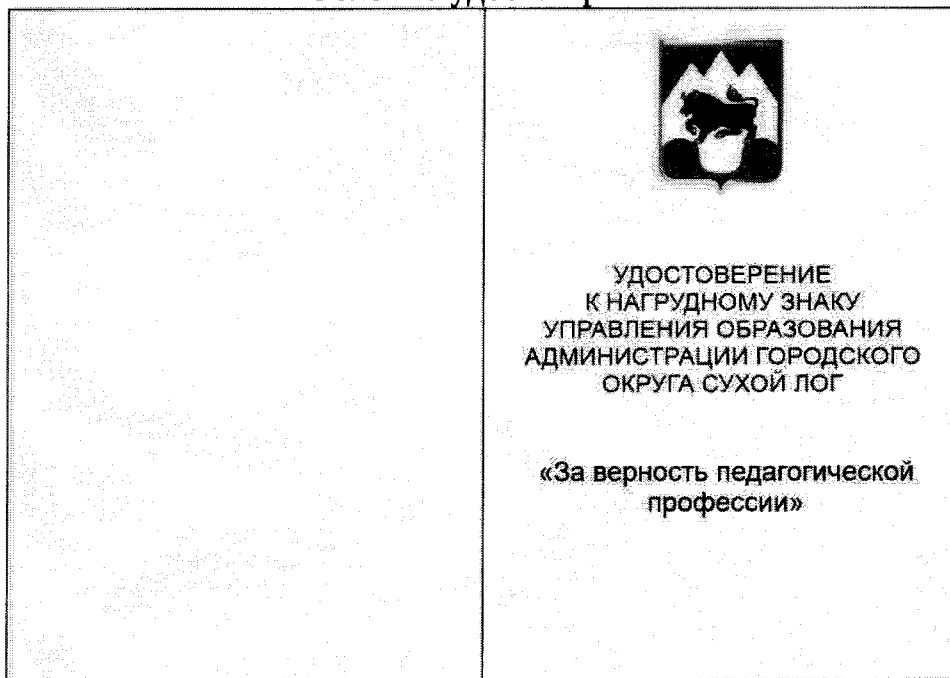 УДОСТОВЕРЕНИЕ
К НАГРУДНОМУ ЗНАКУ
УПРАВЛЕНИЯ ОБРАЗОВАНИЯ
АДМИНИСТРАЦИИ ГОРОДСКОГО
ОКРУГА СУХОЙ ЛОГ
«За верность педагогической
профессии»